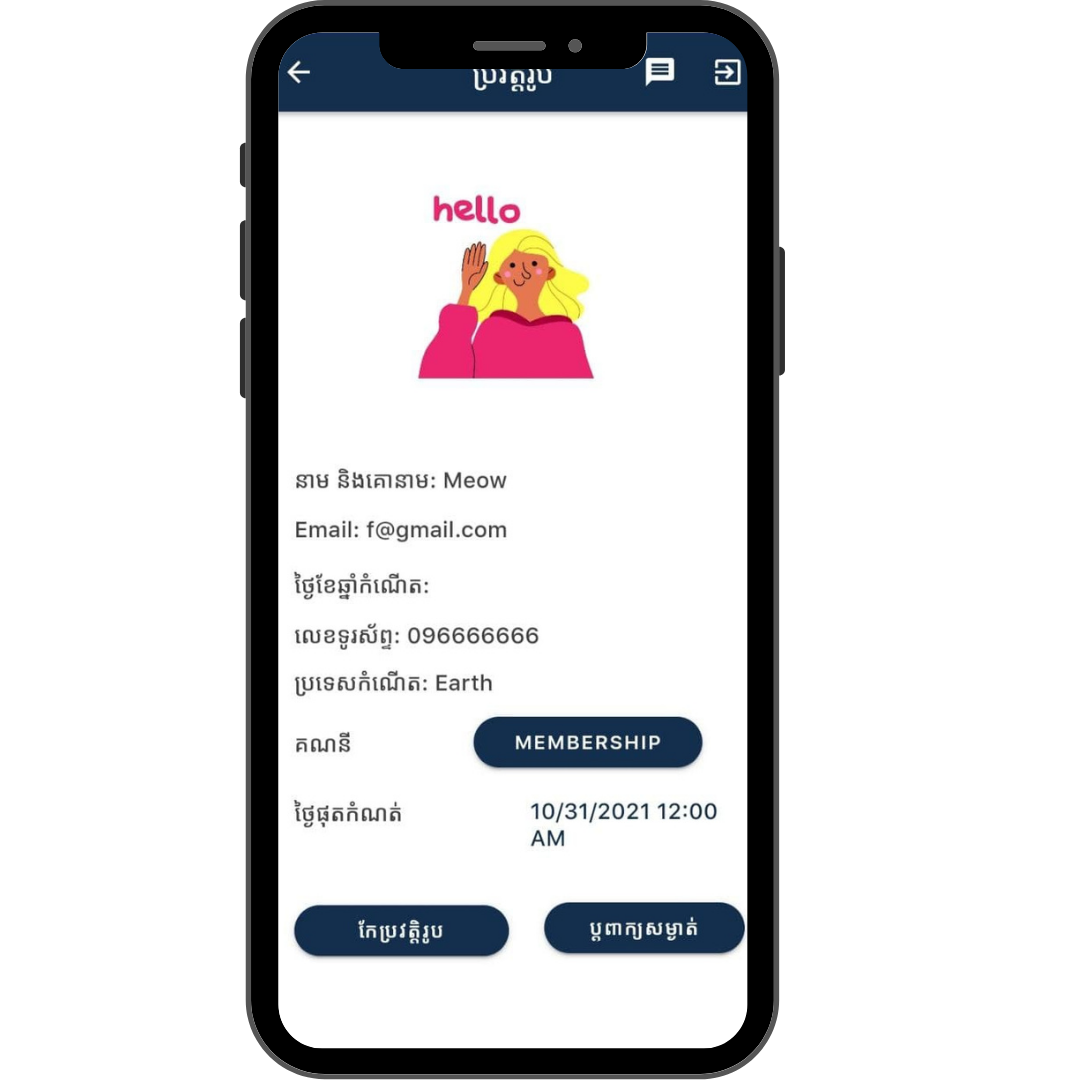 ប្រវត្តិរូប
hello
នាម និងគោនាម: Meow
Email: f@gmail.com
ថ្ងៃខែឆ្នាំកំណើត:
លេខទូរស័ព្ទ: 096666666
ប្រទេសកំណើត: Earth
គណនី
MEMBERSHIP
ថ្ងៃផុតកំណត់
10/31/2021 12:00
AM
កែប្រវត្តិរូប
ប្ដូពាក្យសម្ងាត់